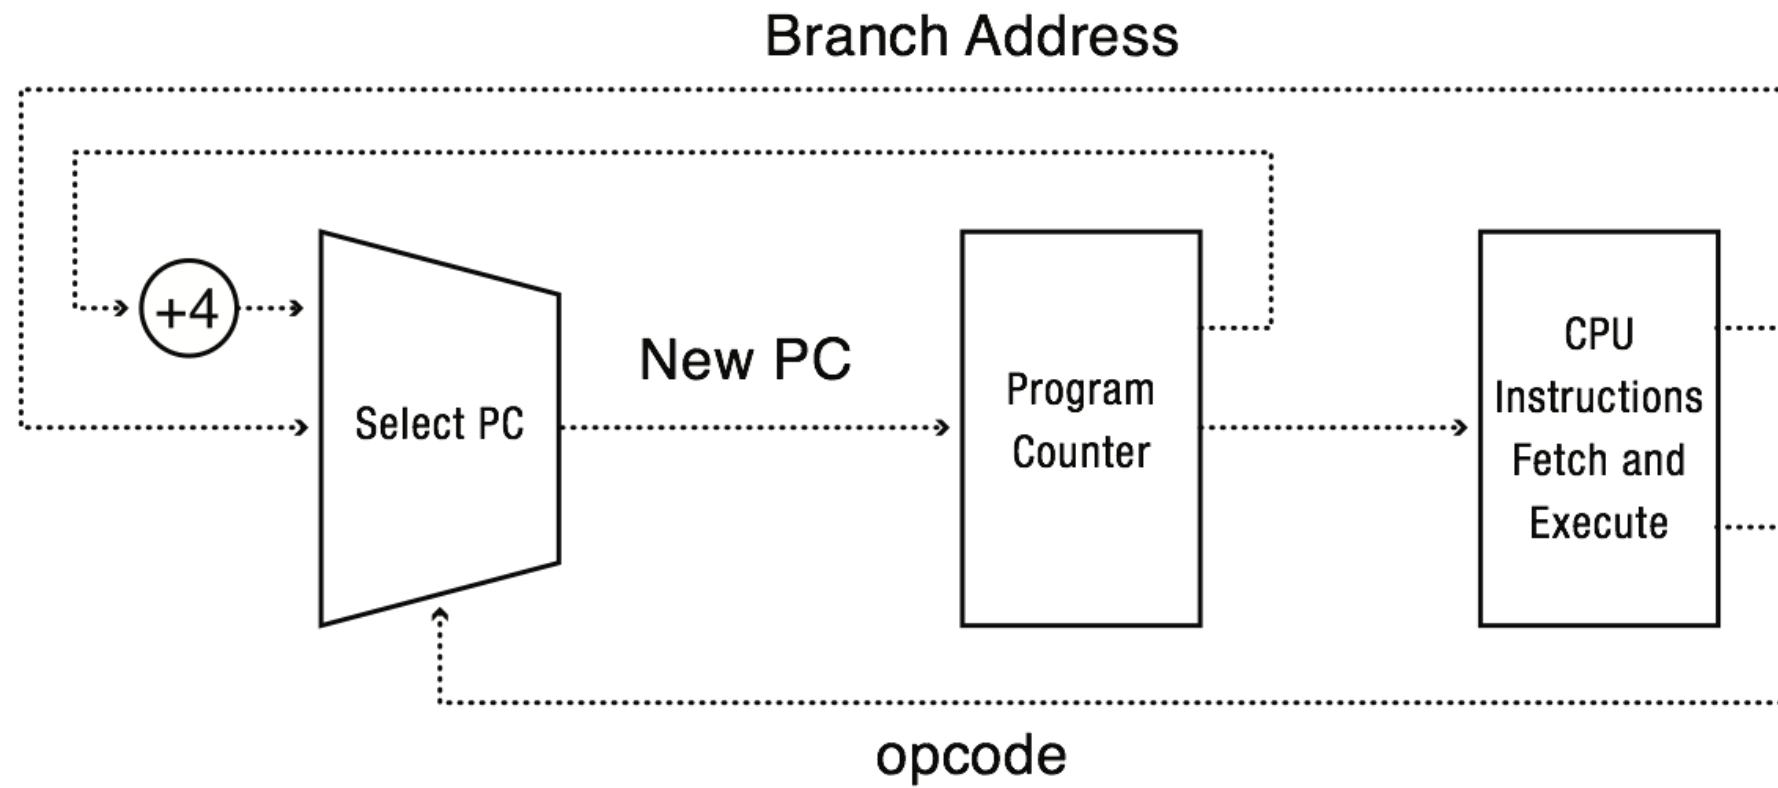 Branch Address
+4
Select PC
New PC
Program
Counter
CPU
Instructions
Fetch and
Execute
opcode